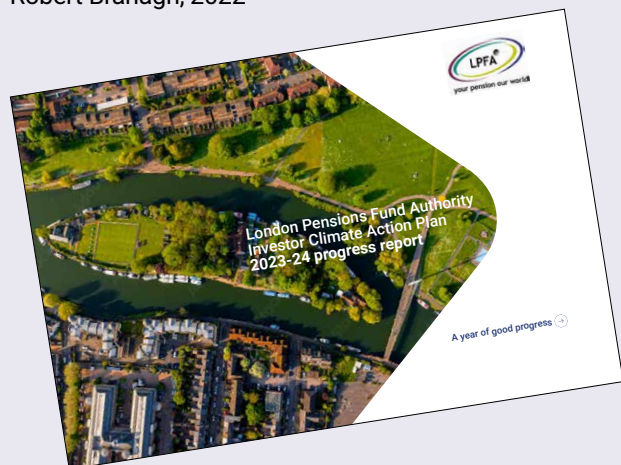 Robert Branagh, 2022
LPFA
your pension our world
London Pensions Fund Authority
Investor Climate Action Plan
2023-24 progress report
A year of good progress